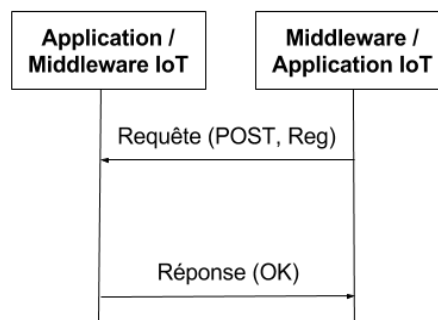 Application /
Middleware IoT
Middleware /
Application IoT
Requête (POST, Reg)
Réponse (OK)